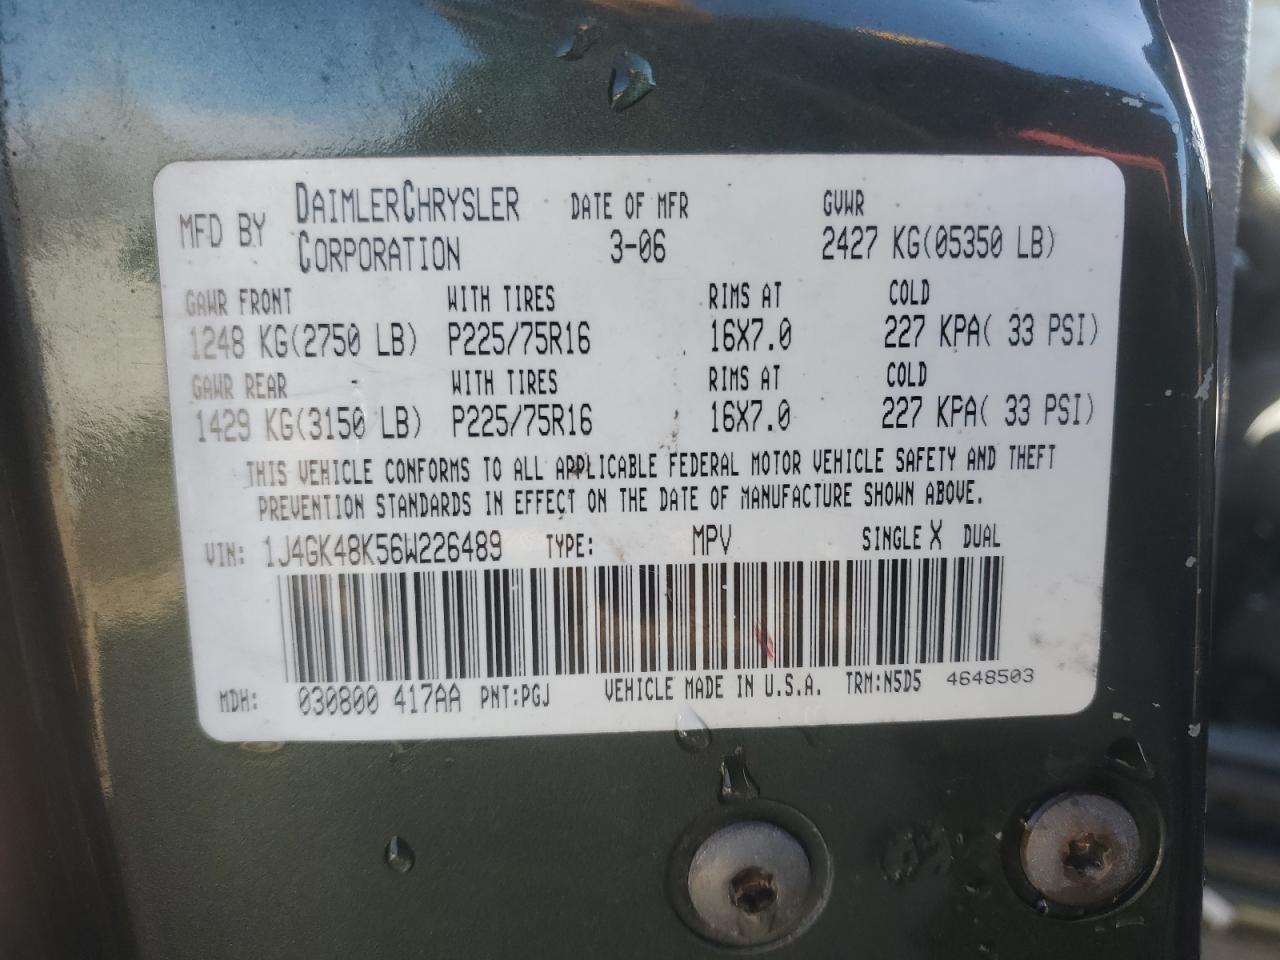 MFD BY DAIMLERCHRYSLER CORPORATION DATE OF MFR 3-06 GVWR 2427 KG(05350 LB)
GAWR FRONT WITH TIRES RIMS AT COLD
1248 KG(2750 LB) P225/75R16 16X7.0 227 KPA( 33 PSI)
GAWR REAR WITH TIRES RIMS AT COLD
1429 KG(3150 LB) P225/75R16 16X7.0 227 KPA( 33 PSI)
THIS VEHICLE CONFORMS TO ALL APPLICABLE FEDERAL MOTOR VEHICLE SAFETY AND THEFT
PREVENTION STANDARDS IN EFFECT ON THE DATE OF MANUFACTURE SHOWN ABOVE.
VIN: 1J4GK48K56W226489 TYPE: MPV SINGLE X DUAL
MDH: 030800 417AA PNT:PGJ VEHICLE MADE IN U.S.A. TRM:N5D5 4648503